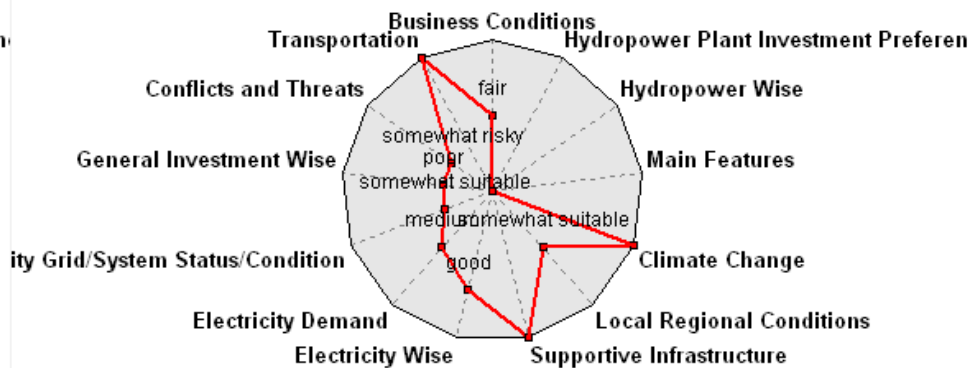 Business Conditions
Transportation
Hydropower Plant Investment Preferen
Conflicts and Threats
fair
Hydropower Wise
somewhat risky
General Investment Wise
poor
Main Features
somewhat suitable
medium
somewhat suitable
ity Grid/System Status/Condition
good
Climate Change
Electricity Demand
Local Regional Conditions
Electricity Wise
Supportive Infrastructure